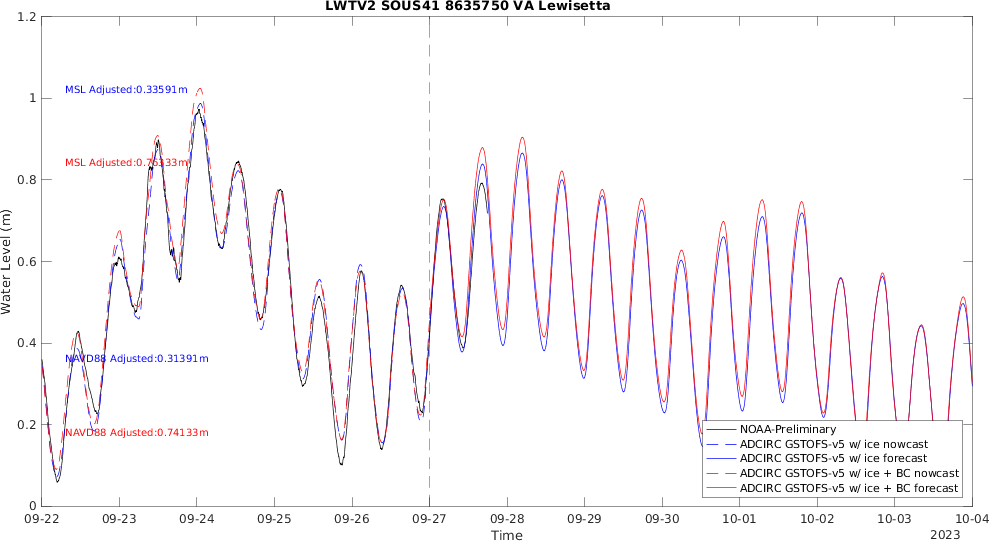 LWTV2 SOUS41 8635750 VA Lewisetta
1.2
1
0.8
0.6
0.4
0.2
0
Water Level (m)
MSL Adjusted:0.33591m
MSL Adjusted:0.76333m
NAVD88 Adjusted:0.31391m
NAVD88 Adjusted:0.74133m
NOAA-Preliminary
ADCIRC GSTOFS-v5 w/ ice nowcast
ADCIRC GSTOFS-v5 w/ ice forecast
ADCIRC GSTOFS-v5 w/ ice + BC nowcast
ADCIRC GSTOFS-v5 w/ ice + BC forecast
09-22 09-23 09-24 09-25 09-26 09-27 09-28 09-29 09-30 10-01 10-02 10-03 10-04
Time
2023